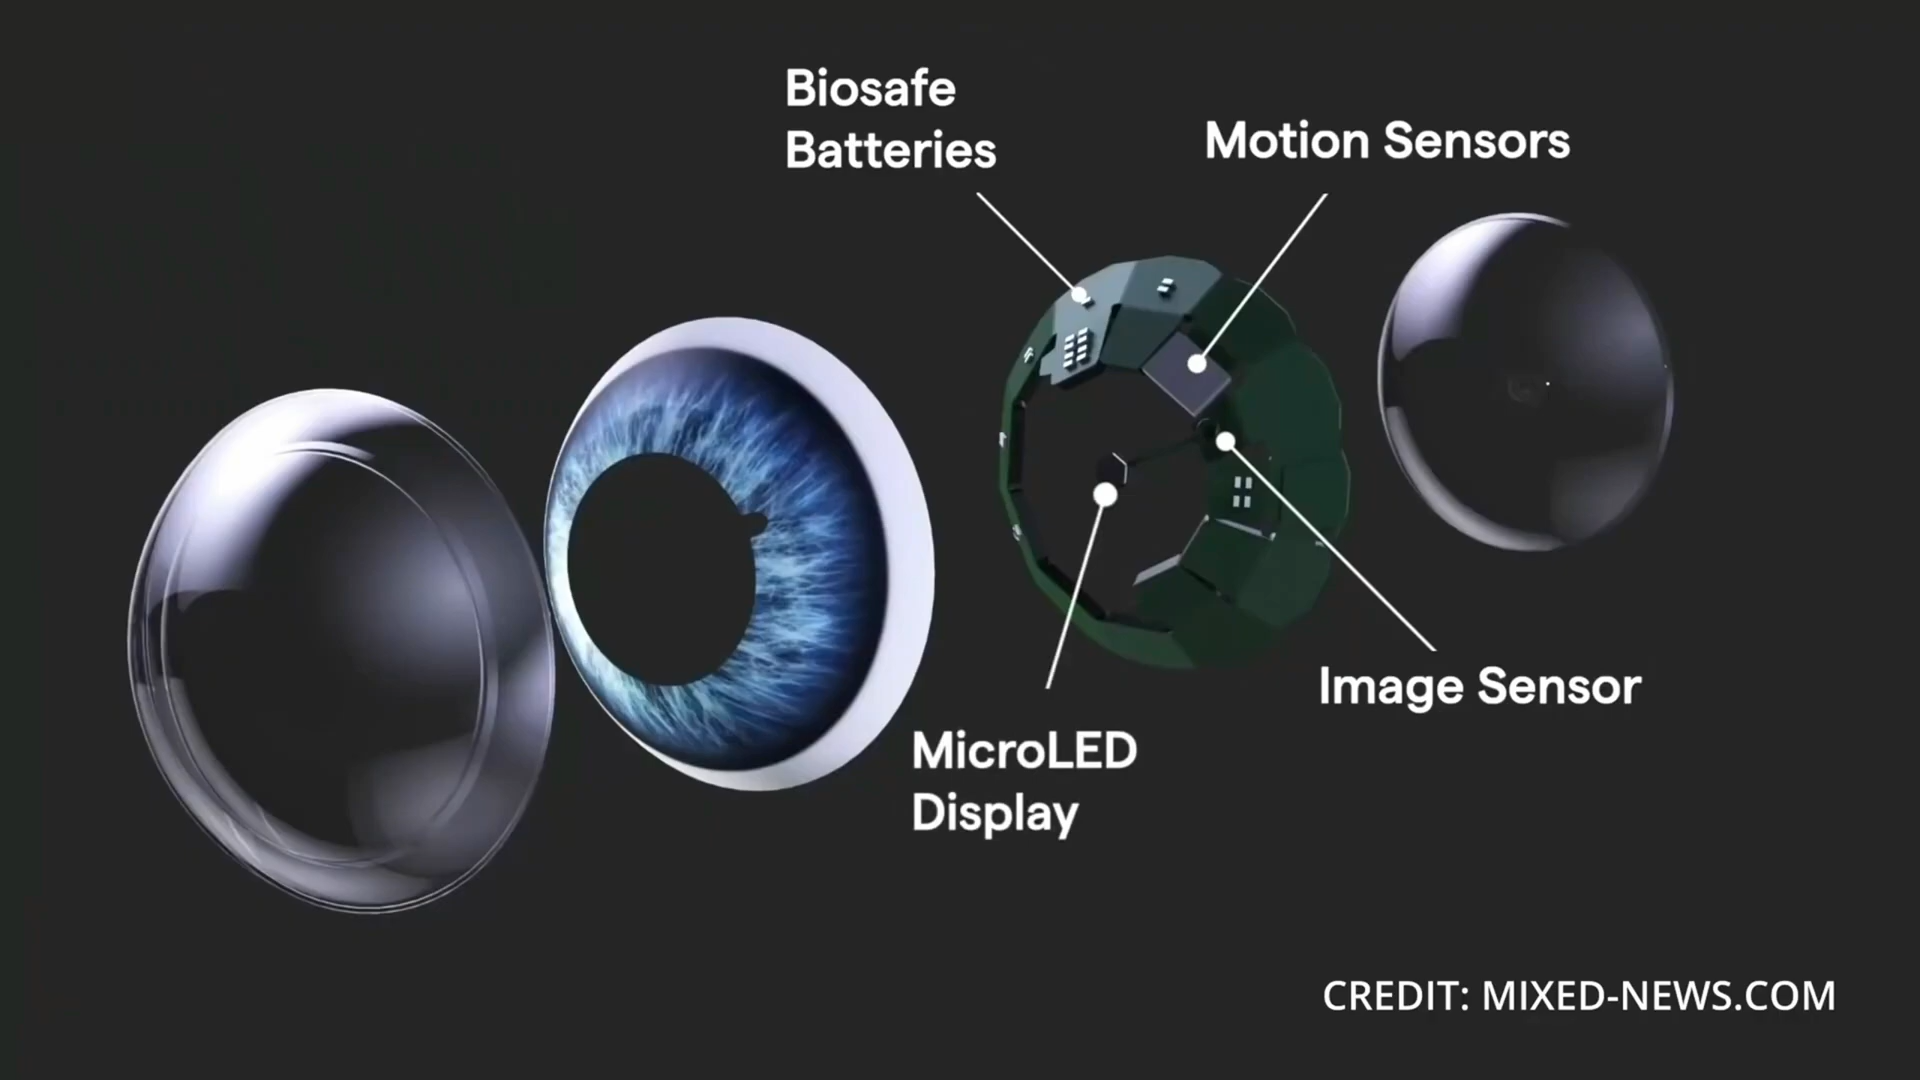 Biosafe
Batteries
Motion Sensors
Image Sensor
MicroLED
Display
CREDIT: MIXED-NEWS.COM